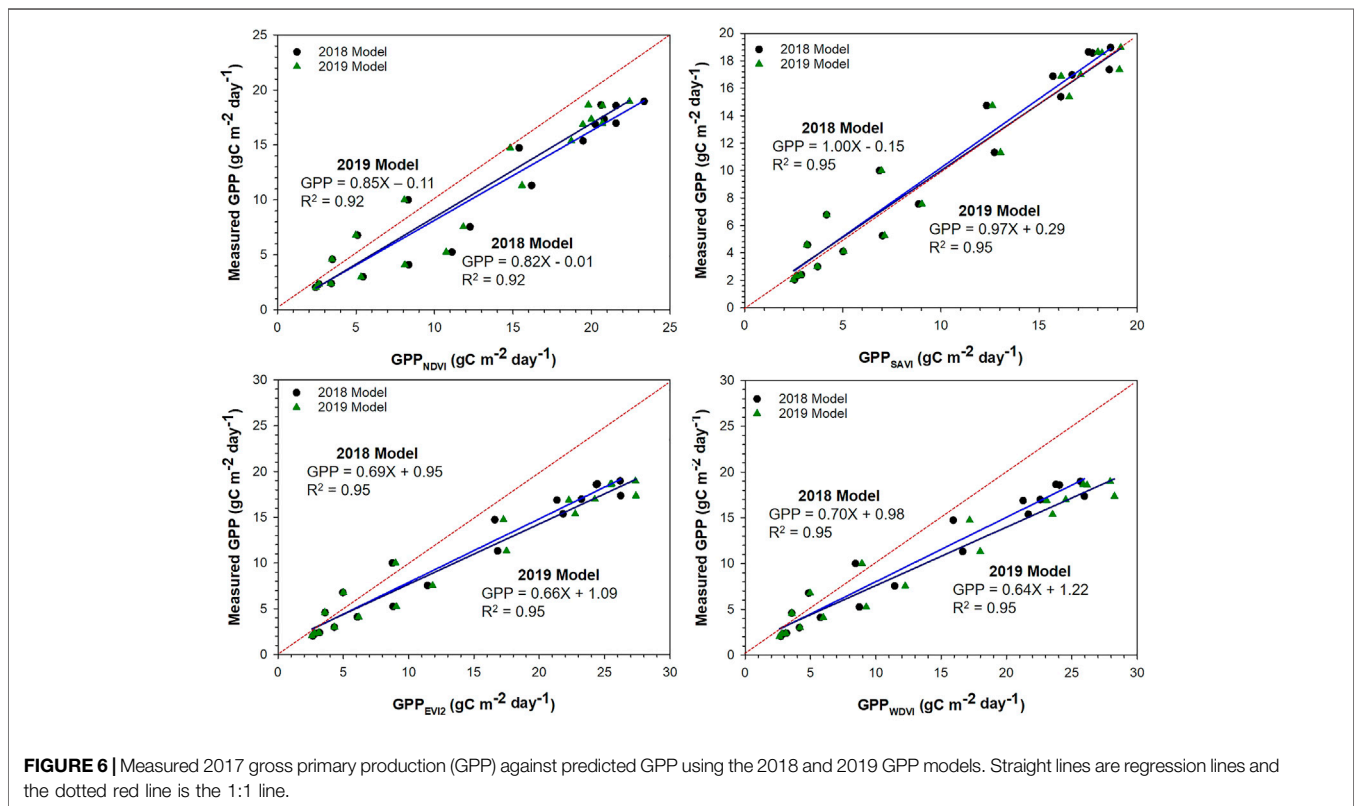 25
20
15
10
5
0
Measured GPP (gC m-2 day-1)
2018 Model
2019 Model
2019 Model
GPP = 0.85X – 0.11
R2 = 0.92
2018 Model
GPP = 0.82X - 0.01
R2 = 0.92
0 5 10 15 20 25
GPPNDVI (gC m-2 day-1)
20
18
16
14
12
10
8
6
4
2
0
Measured GPP (gC m-2 day-1)
2018 Model
2019 Model
2018 Model
GPP = 1.00X - 0.15
R2 = 0.95
2019 Model
GPP = 0.97X + 0.29
R2 = 0.95
0 5 10 15 20
GPPSAVI (gC m-2 day-1)
30
25
20
15
10
5
0
Measured GPP (gC m-2 day-1)
2018 Model
2019 Model
2018 Model
GPP = 0.69X + 0.95
R2 = 0.95
2019 Model
GPP = 0.66X + 1.09
R2 = 0.95
0 5 10 15 20 25 30
GPPEVI2 (gC m-2 day-1)
30
25
20
15
10
5
0
Measured GPP (gC m-2 day-1)
2018 Model
2019 Model
2018 Model
GPP = 0.70X + 0.98
R2 = 0.95
2019 Model
GPP = 0.64X + 1.22
R2 = 0.95
0 5 10 15 20 25 30
GPPWDVI (gC m-2 day-1)
FIGURE 6 | Measured 2017 gross primary production (GPP) against predicted GPP using the 2018 and 2019 GPP models. Straight lines are regression lines and
the dotted red line is the 1:1 line.